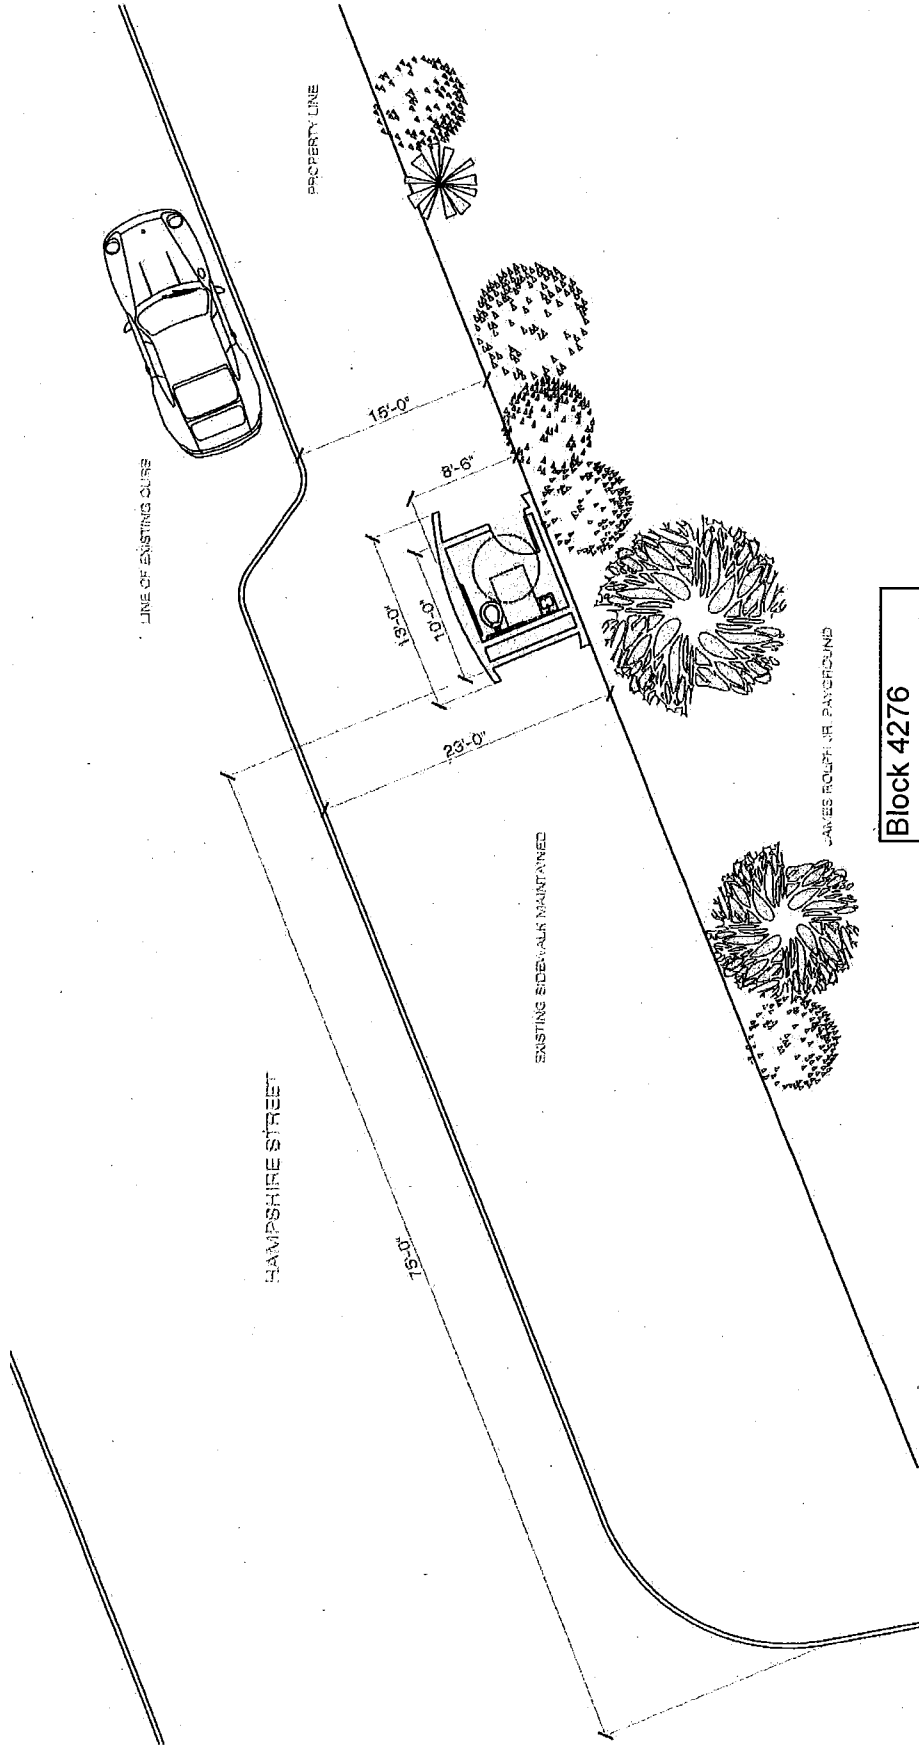 PROPERTY LINE
LINE OF EXISTING CURB
15'-0"
8'-6"
13'-0"
10'-0"
23'-0"
EXISTING SIDEWALK MAINTAINED
HAMPSHIRE STREET
75'-0"
JAMES ROLPH JR. PAYGROUND
Block 4276